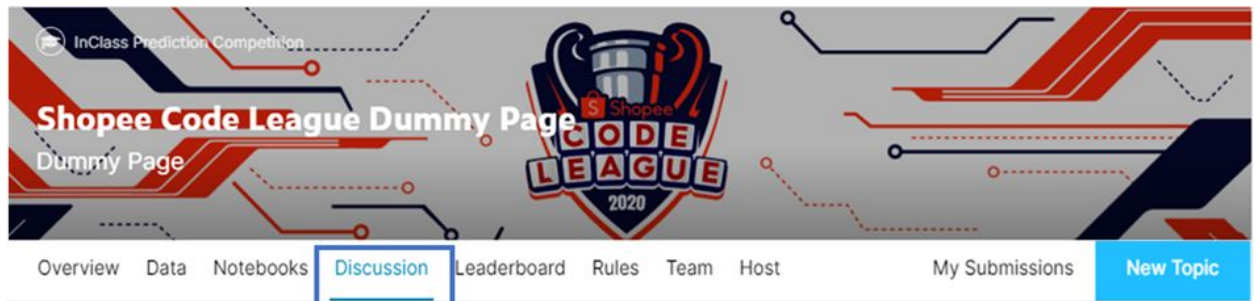 InClass Prediction Competition
Shopee Code League Dummy Page
Dummy Page
S Shopee
CODE
LEAGUE
2020
Overview Data Notebooks Discussion Leaderboard Rules Team Host My Submissions New Topic